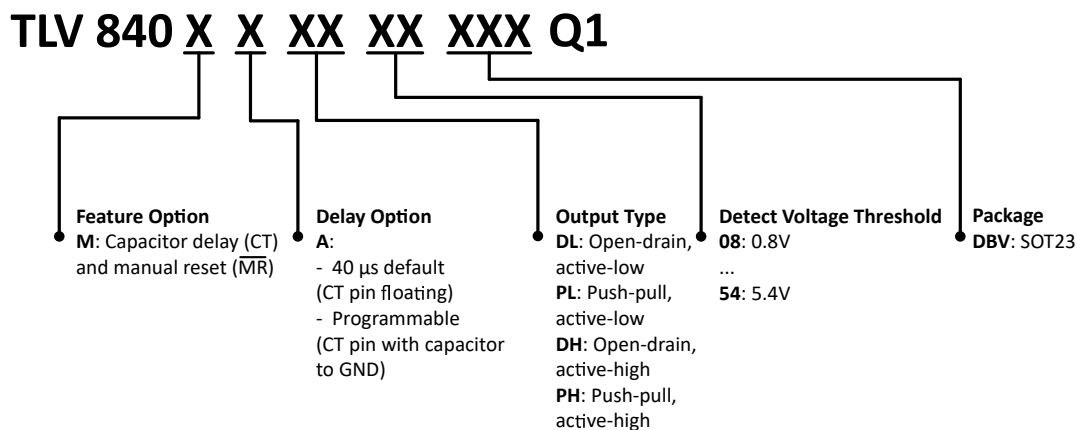 TLV 840 X X XX XX XXX Q1
Feature Option
M: Capacitor delay (CT)
and manual reset (M̅R̅)
Delay Option
A:
- 40 µs default
(CT pin floating)
- Programmable
(CT pin with capacitor
to GND)
Output Type
DL: Open-drain,
active-low
PL: Push-pull,
active-low
DH: Open-drain,
active-high
PH: Push-pull,
active-high
Detect Voltage Threshold
08: 0.8V
...
54: 5.4V
Package
DBV: SOT23